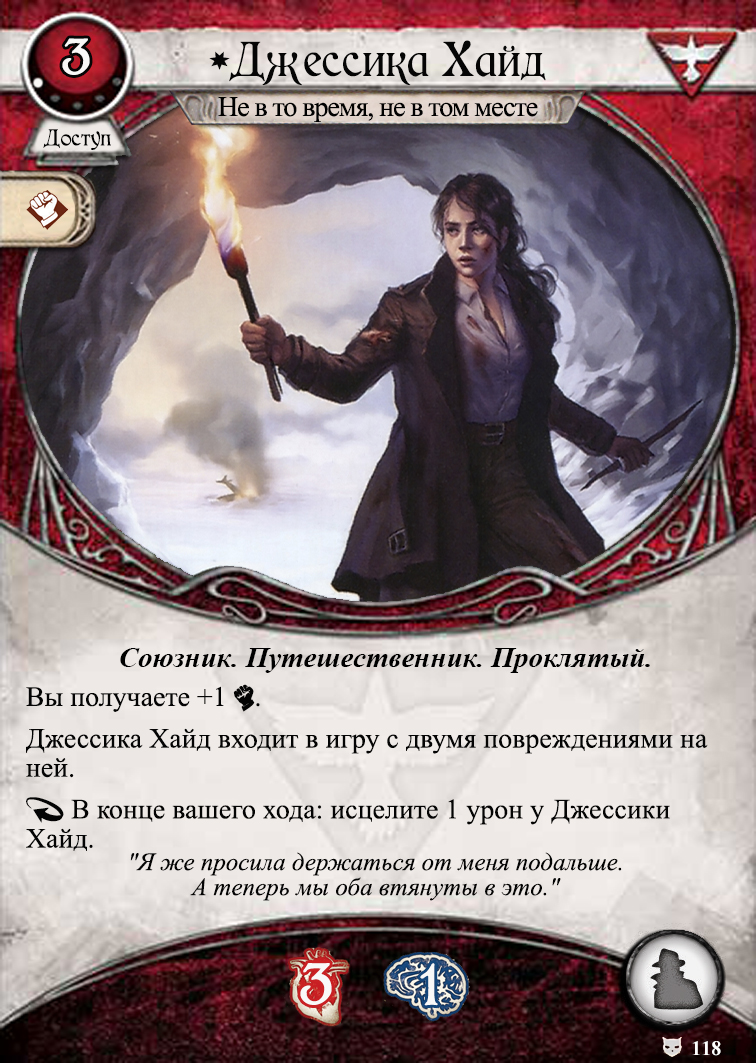 3
Джессика Хайд
Не в то время, не в том месте
Доступ
Союзник. Путешественник. Проклятый.
Вы получаете +1 .
Джессика Хайд входит в игру с двумя повреждениями на
ней.
В конце вашего хода: исцелите 1 урон у Джессики
Хайд.
"Я же просила держаться от меня подальше.
А теперь мы оба втянуты в это."
3 1
118